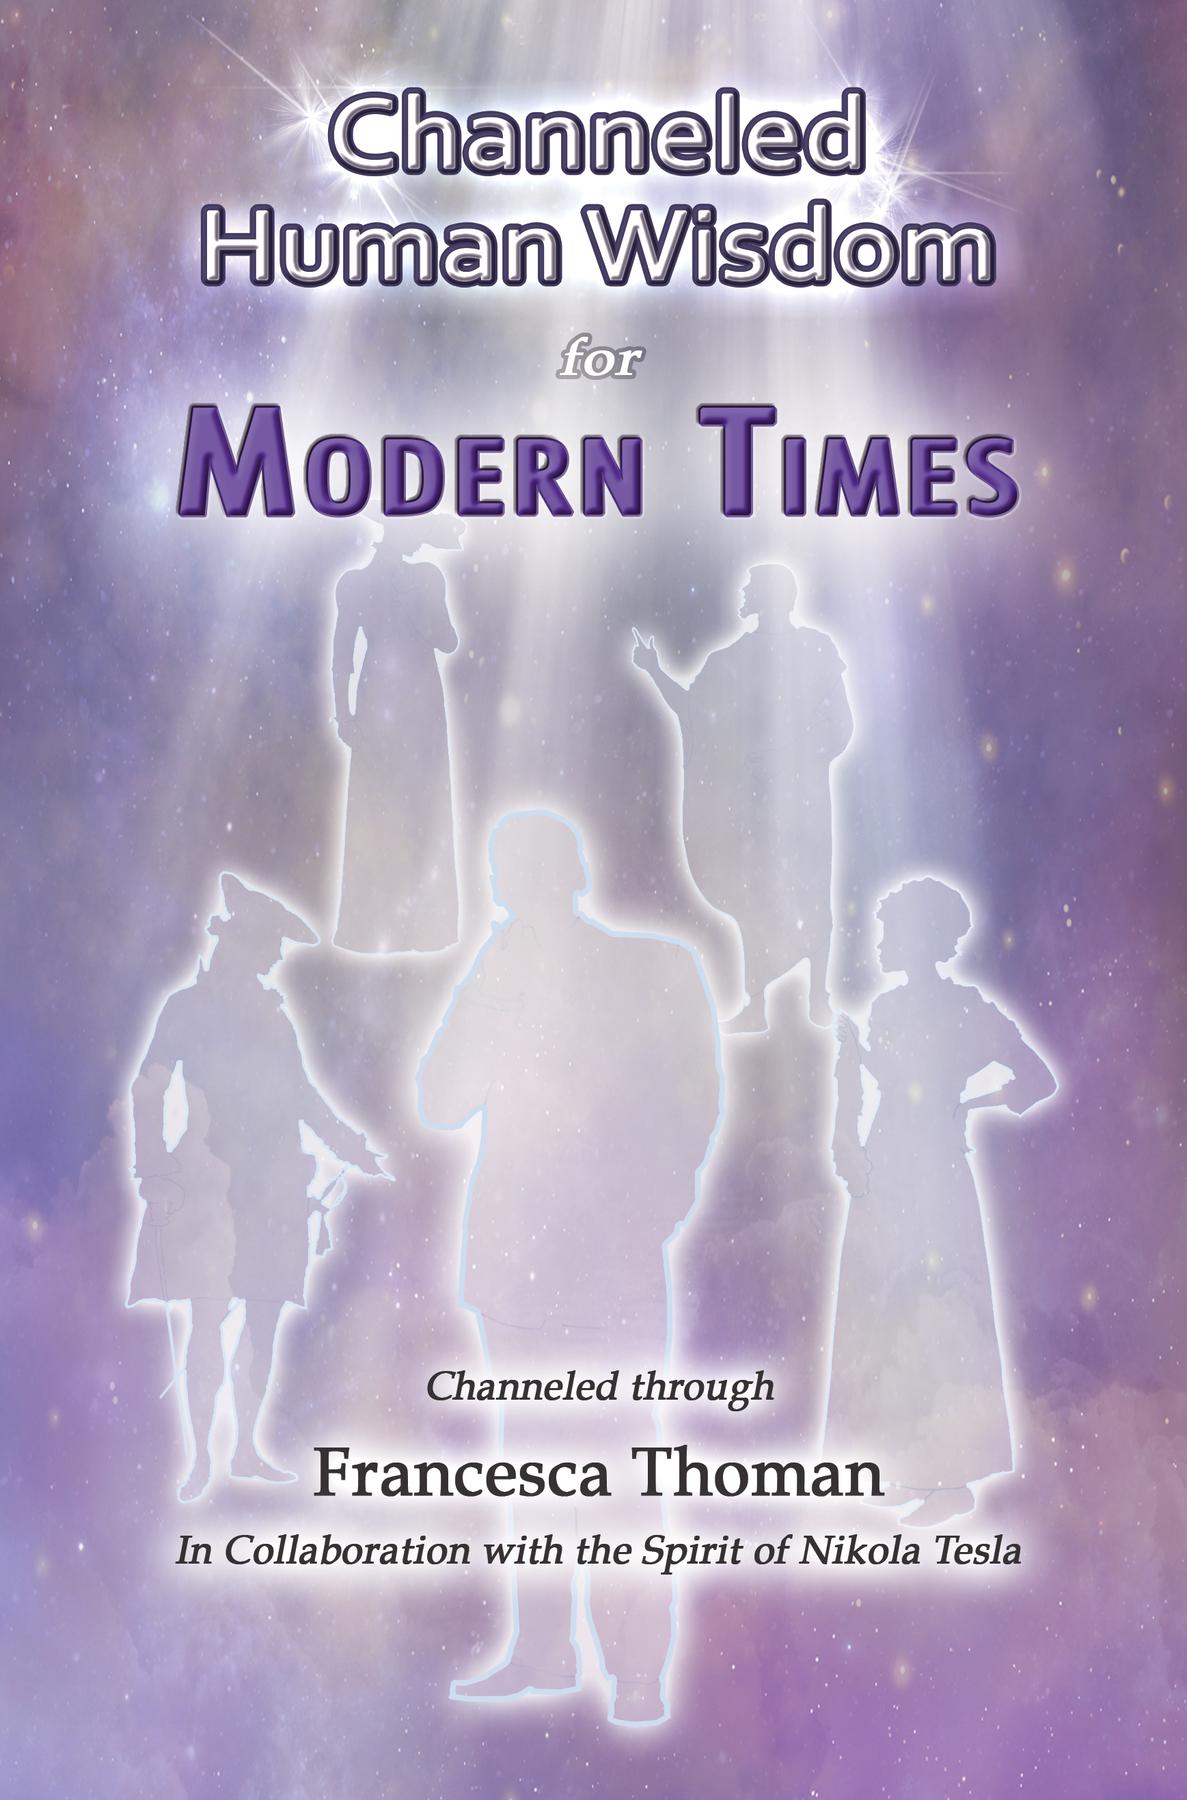 Channeled
Human Wisdom
for
Modern Times
Channeled through
Francesca Thoman
In Collaboration with the Spirit of Nikola Tesla